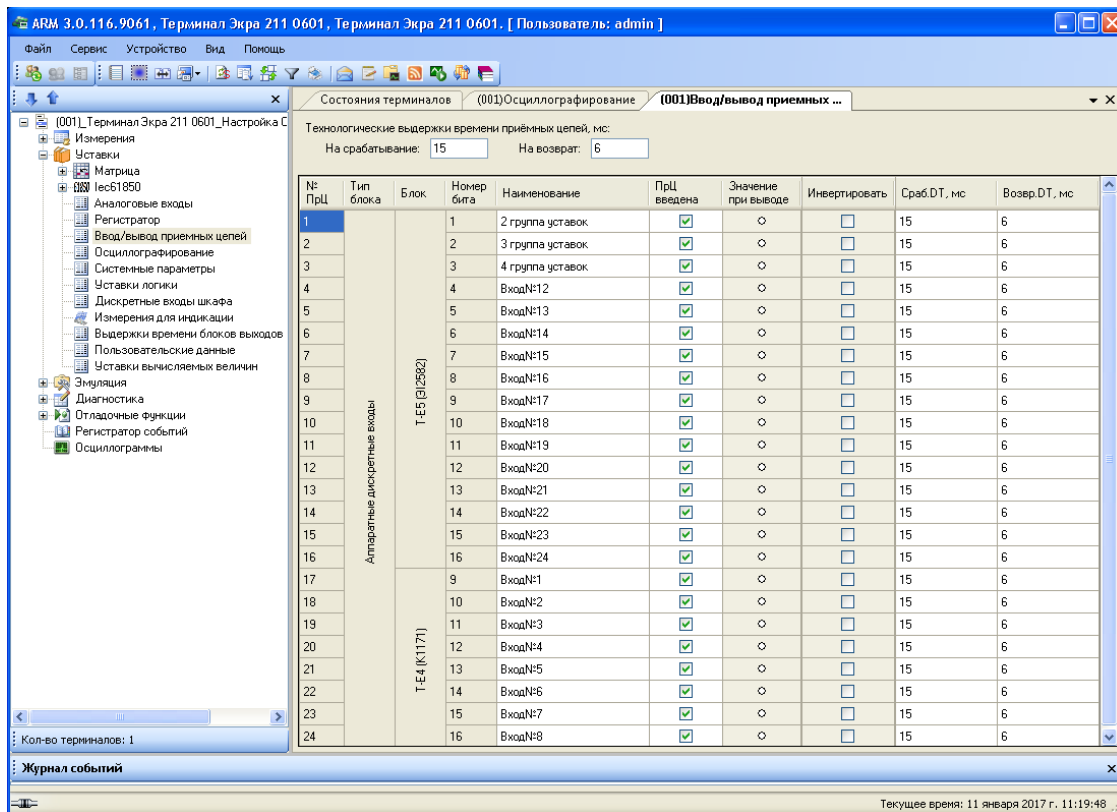 ARM 3.0.116.9061, Терминал Экра 211 0601, Терминал Экра 211 0601. [ Пользователь: admin ]
Файл Сервис Устройство Вид Помощь
Состояния терминалов (001)Осциллографирование (001)Ввод/вывод приемных ...
(001)_Терминал Экра 211 0601_Настройка С
Измерения
Уставки
Матрица
Iec61850
Аналоговые входы
Регистратор
Ввод/вывод приемных цепей
Осциллографирование
Системные параметры
Уставки логики
Дискретные входы шкафа
Измерения для индикации
Выдержки времени блоков выходов
Пользовательские данные
Уставки вычисляемых величин
Эмуляция
Диагностика
Отладочные функции
Регистратор событий
Осциллограммы
Кол-во терминалов: 1
Технологические выдержки времени приёмных цепей, мс:
На срабатывание: 15 На возврат: 6
№ ПрЦ Тип блока Блок Номер бита Наименование ПрЦ введена Значение при выводе Инвертировать Сраб.DT, мс Возвр.DT, мс
Аппаратные дискретные входы
T-E5 (ЭI2582)
1 1 2 группа уставок 15 6
2 2 3 группа уставок 15 6
3 3 4 группа уставок 15 6
4 4 Вход№12 15 6
5 5 Вход№13 15 6
6 6 Вход№14 15 6
7 7 Вход№15 15 6
8 8 Вход№16 15 6
9 9 Вход№17 15 6
10 10 Вход№18 15 6
11 11 Вход№19 15 6
12 12 Вход№20 15 6
13 13 Вход№21 15 6
14 14 Вход№22 15 6
15 15 Вход№23 15 6
16 16 Вход№24 15 6
T-E4 (K1171)
17 9 Вход№1 15 6
18 10 Вход№2 15 6
19 11 Вход№3 15 6
20 12 Вход№4 15 6
21 13 Вход№5 15 6
22 14 Вход№6 15 6
23 15 Вход№7 15 6
24 16 Вход№8 15 6
Журнал событий
Текущее время: 11 января 2017 г. 11:19:48